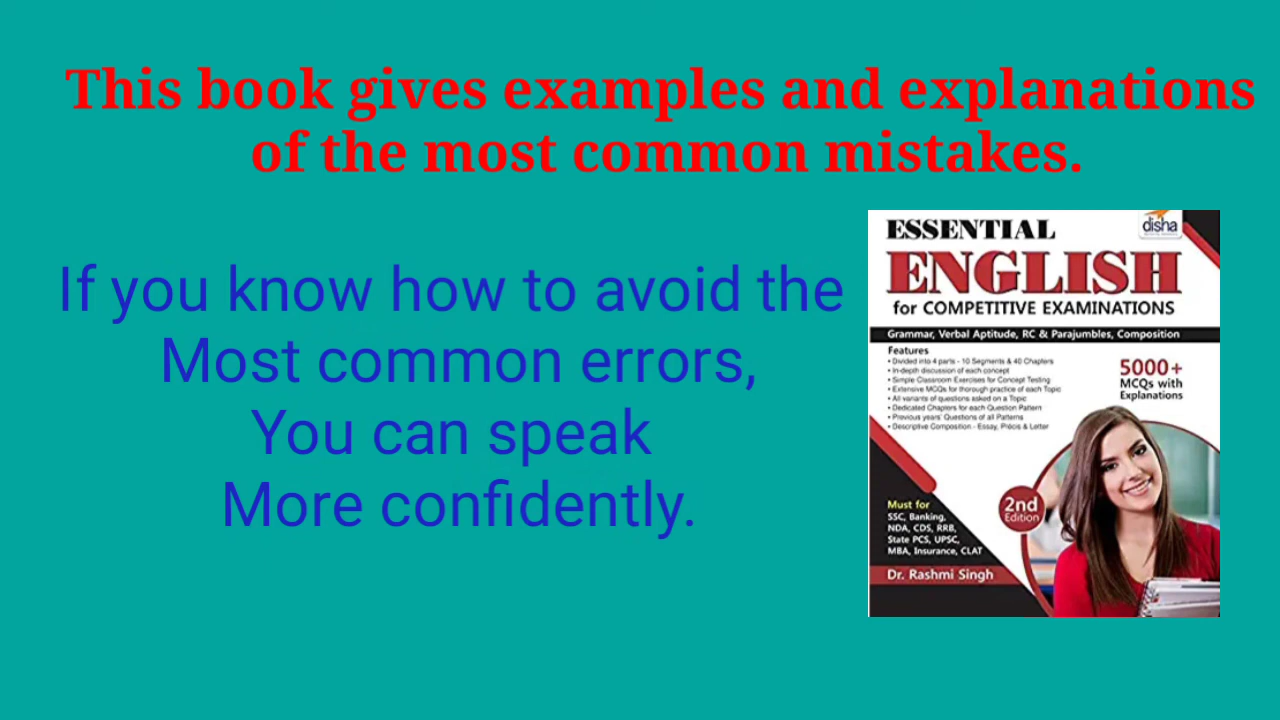 This book gives examples and explanations
of the most common mistakes.
If you know how to avoid the
Most common errors,
You can speak
More confidently.
ESSENTIAL
disha
ENGLISH
for COMPETITIVE EXAMINATIONS
Grammar, Verbal Aptitude, RC & Parajumbles, Composition
Features
• Divided into 4 parts - 10 Segments & 40 Chapters
• In-depth discussion of each concept
• Simple Classroom Exercises for Concept Testing
• Extensive MCQs for thorough practice of each Topic
• All variants of questions asked on a Topic
• Dedicated Chapters for each Question Pattern
• Previous years' Questions of all Patterns
• Descriptive Composition - Essay, Précis & Letter
5000+
MCQs with
Explanations
Must for
SSC, Banking,
NDA, CDS, RRB,
State PCS, UPSC,
MBA, Insurance, CLAT
2nd
Edition
Dr. Rashmi Singh